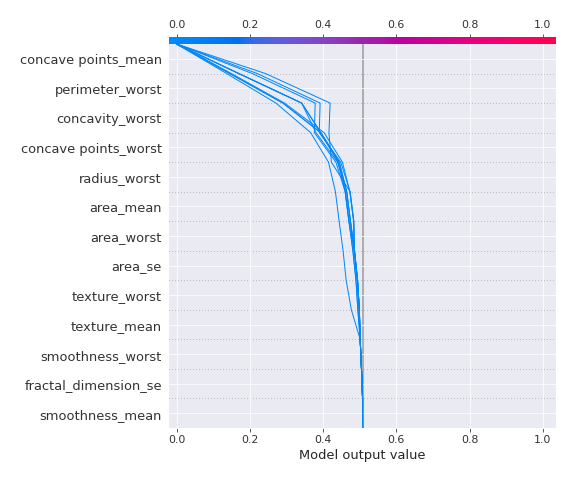 0.0 0.2 0.4 0.6 0.8 1.0
concave points_mean
perimeter_worst
concavity_worst
concave points_worst
radius_worst
area_mean
area_worst
area_se
texture_worst
texture_mean
smoothness_worst
fractal_dimension_se
smoothness_mean
0.0 0.2 0.4 0.6 0.8 1.0
Model output value